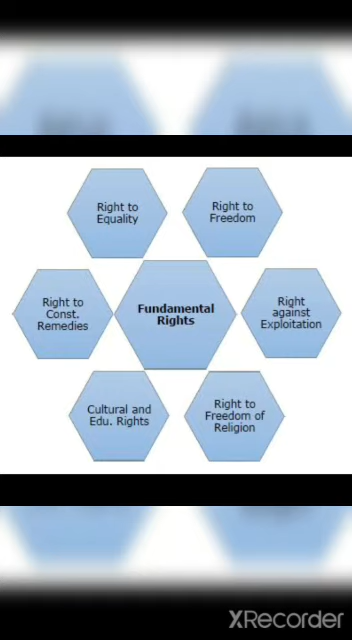 Right to
Equality
Right to
Freedom
Right to
Const.
Remedies
Fundamental
Rights
Right
against
Exploitation
Cultural and
Edu. Rights
Right to
Freedom of
Religion
XRecorder